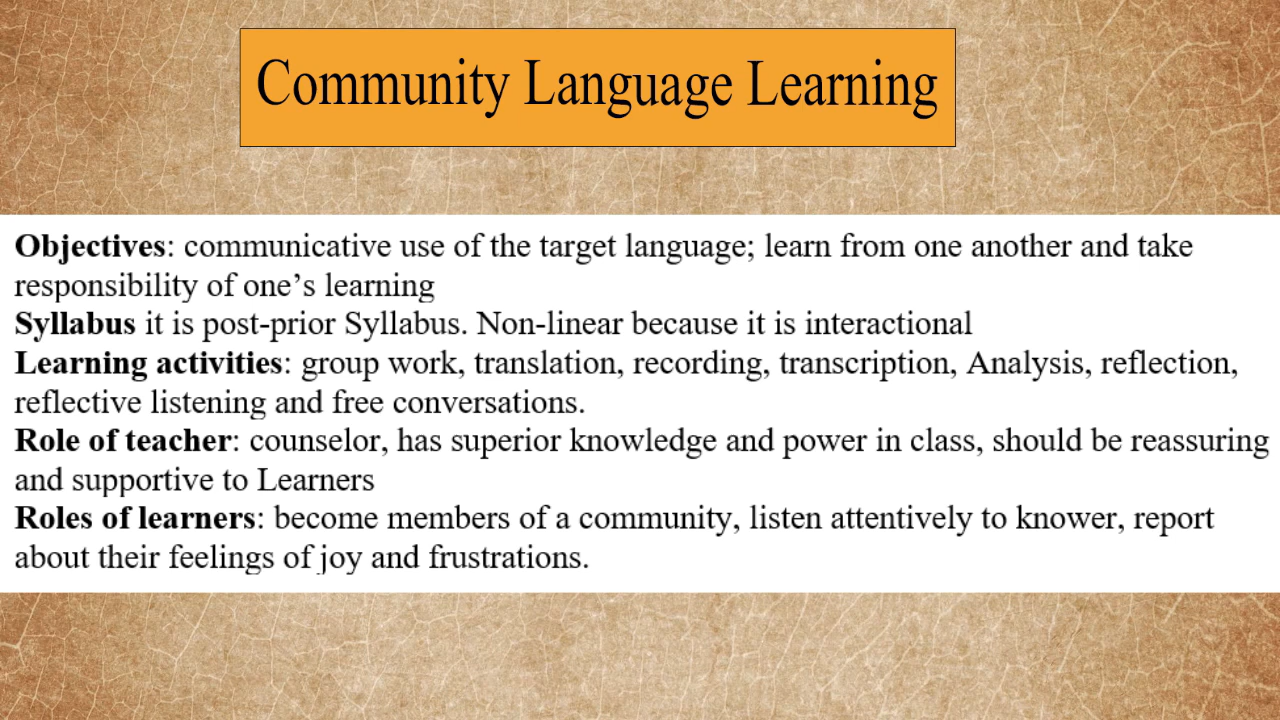 Community Language Learning
Objectives: communicative use of the target language; learn from one another and take
responsibility of one’s learning
Syllabus it is post-prior Syllabus. Non-linear because it is interactional
Learning activities: group work, translation, recording, transcription, Analysis, reflection,
reflective listening and free conversations.
Role of teacher: counselor, has superior knowledge and power in class, should be reassuring
and supportive to Learners
Roles of learners: become members of a community, listen attentively to knower, report
about their feelings of joy and frustrations.